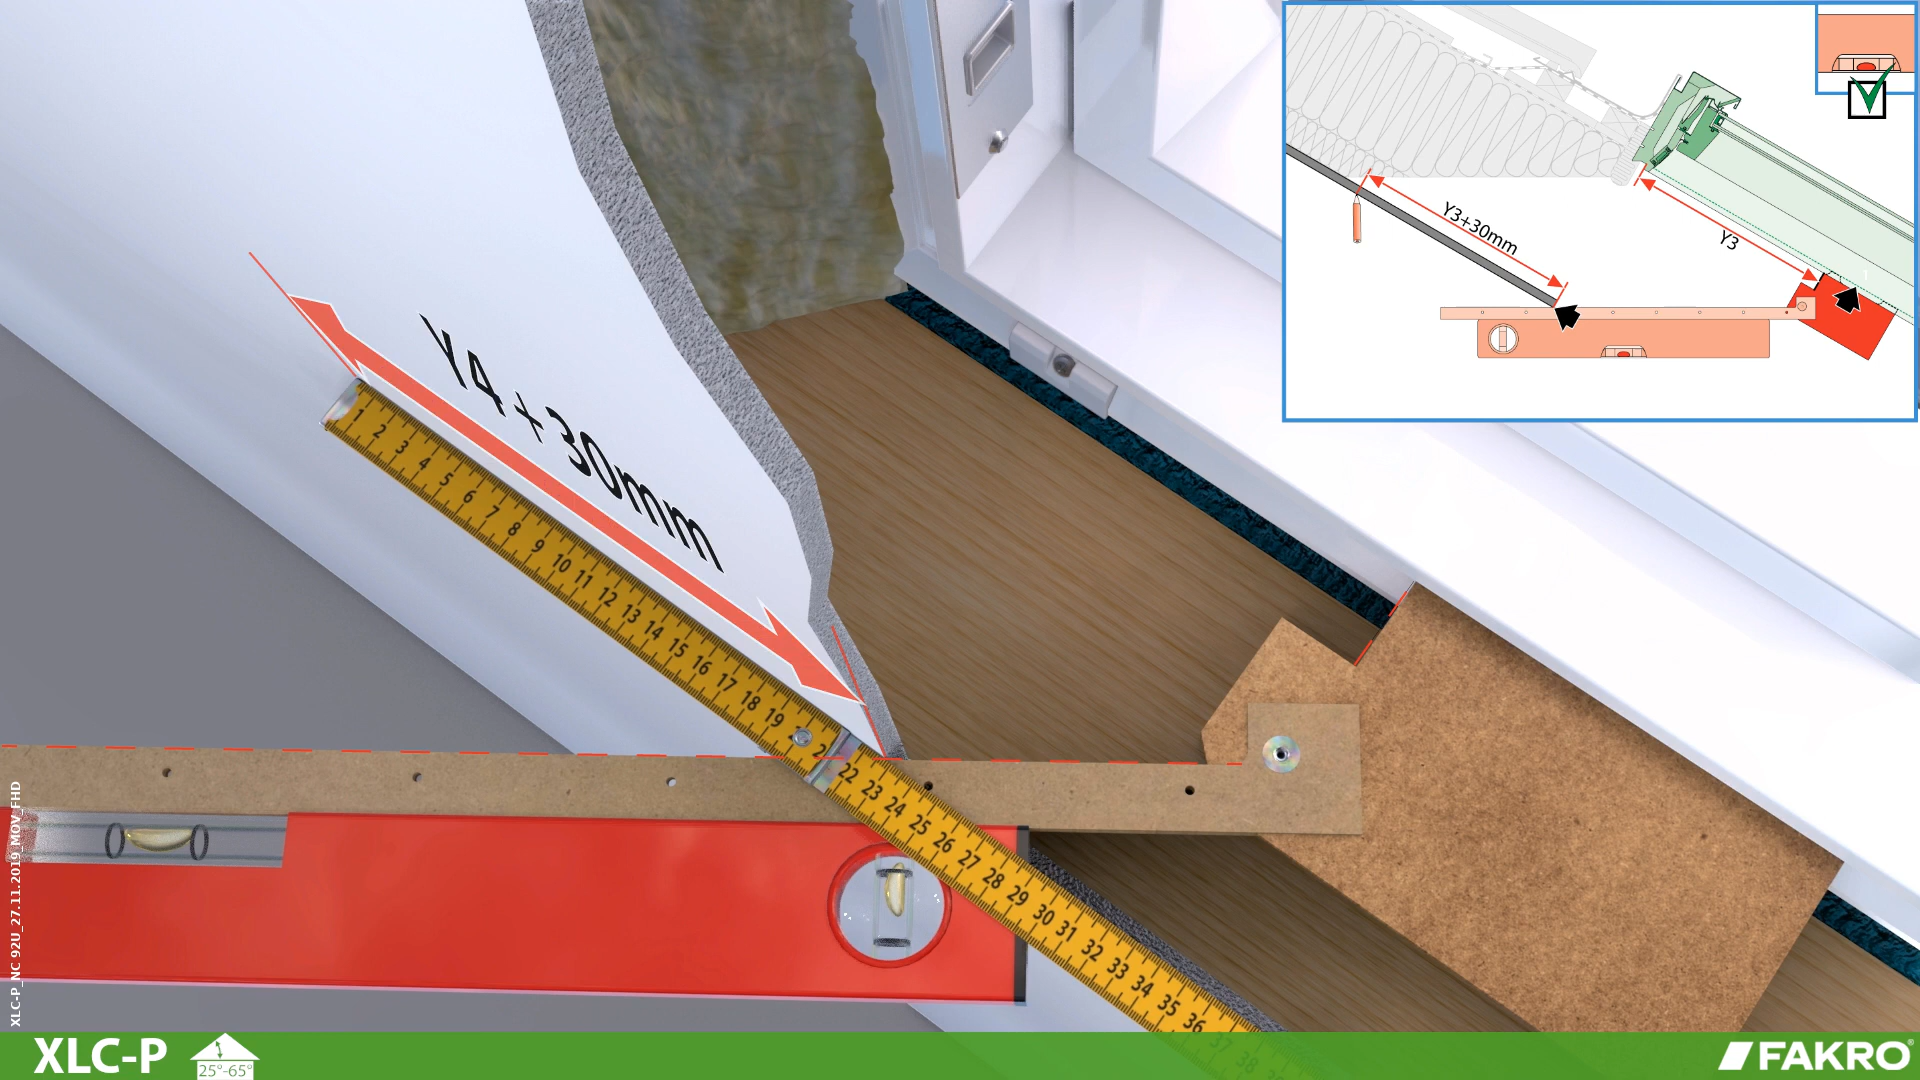 Y3+30mm
Y3
Y4+30mm
1 2 3 4 5 6 7 8 9 10 11 12 13 14 15 16 17 18 19 22 23 24 25 26 27 28 29 30 31 32 33 34 35 36 37 38
XLC-P_NC 92U_27.11.2019_MOV_FHD
XLC-P
25°-65°
FAKRO®